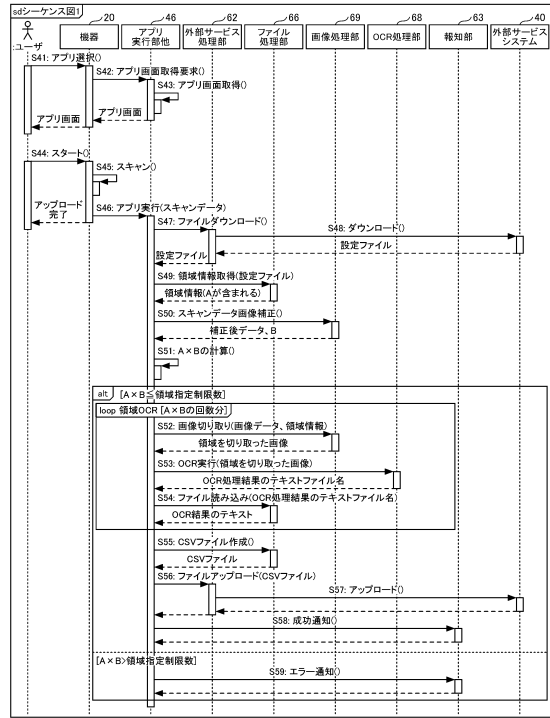 sdシーケンス図1
20
46
62
66
69
68
63
40
:ユーザ
機器
アプリ
実行部他
外部サービス
処理部
ファイル
処理部
画像処理部
OCR処理部
報知部
外部サービス
システム
S41: アプリ選択()
S42: アプリ画面取得要求()
S43: アプリ画面取得()
アプリ画面
アプリ画面
S44: スタート()
S45: スキャン()
アップロード
完了
S46: アプリ実行(スキャンデータ)
S47: ファイルダウンロード()
S48: ダウンロード()
設定ファイル
設定ファイル
S49: 領域情報取得(設定ファイル)
領域情報(Aが含まれる)
S50: スキャンデータ画像補正()
補正後データ、B
S51: A×Bの計算()
alt [A×B≦領域指定制限数]
loop 領域OCR [A×Bの回数分]
S52: 画像切り取り(画像データ、領域情報)
領域を切り取った画像
S53: OCR実行(領域を切り取った画像)
OCR処理結果のテキストファイル名
S54: ファイル読み込み(OCR処理結果のテキストファイル名)
OCR結果のテキスト
S55: CSVファイル作成()
CSVファイル
S56: ファイルアップロード(CSVファイル)
S57: アップロード()
S58: 成功通知()
[A×B>領域指定制限数]
S59: エラー通知()